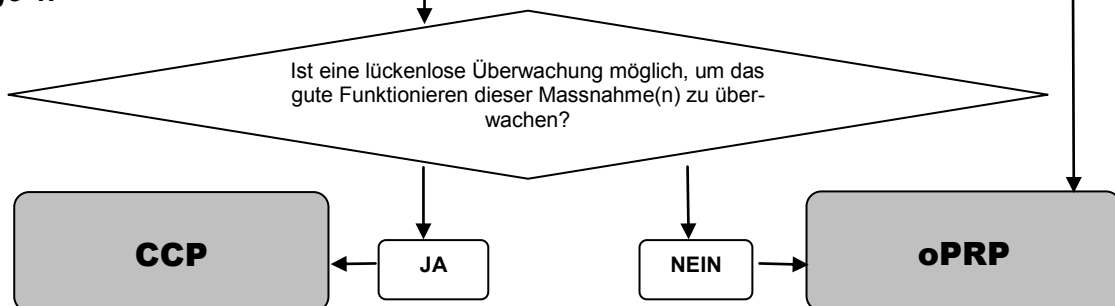 Ist eine lückenlose Überwachung möglich, um das
gute Funktionieren dieser Massnahme(n) zu über-
wachen?
CCP
JA
NEIN
oPRP